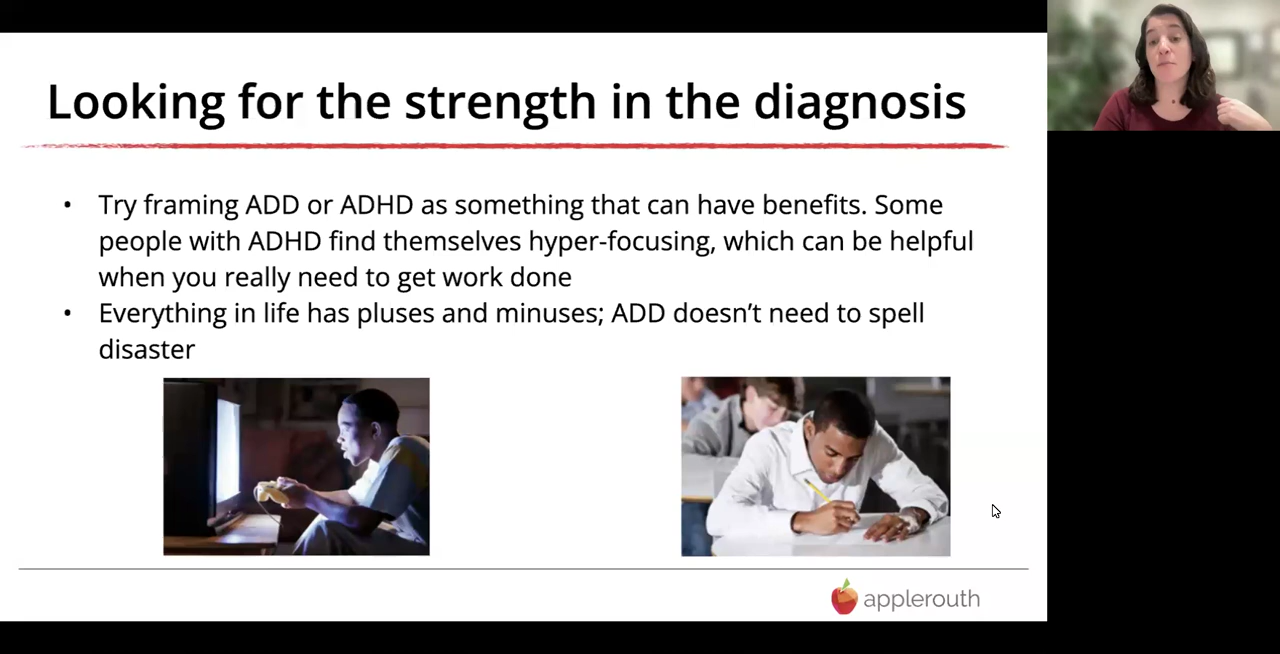 Looking for the strength in the diagnosis
• Try framing ADD or ADHD as something that can have benefits. Some
people with ADHD find themselves hyper-focusing, which can be helpful
when you really need to get work done
• Everything in life has pluses and minuses; ADD doesn’t need to spell
disaster
applerouth